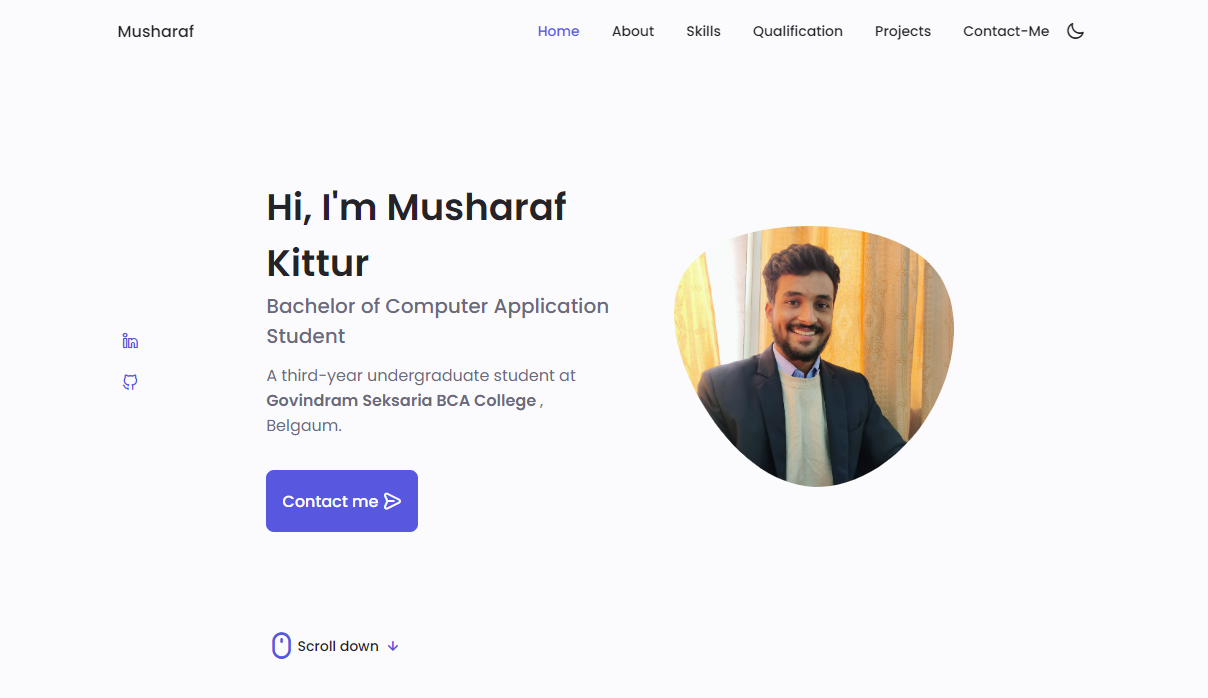 Musharaf
Home About Skills Qualification Projects Contact-Me
Hi, I'm Musharaf
Kittur
Bachelor of Computer Application
Student
A third-year undergraduate student at
Govindram Seksaria BCA College ,
Belgaum.
Contact me
Scroll down